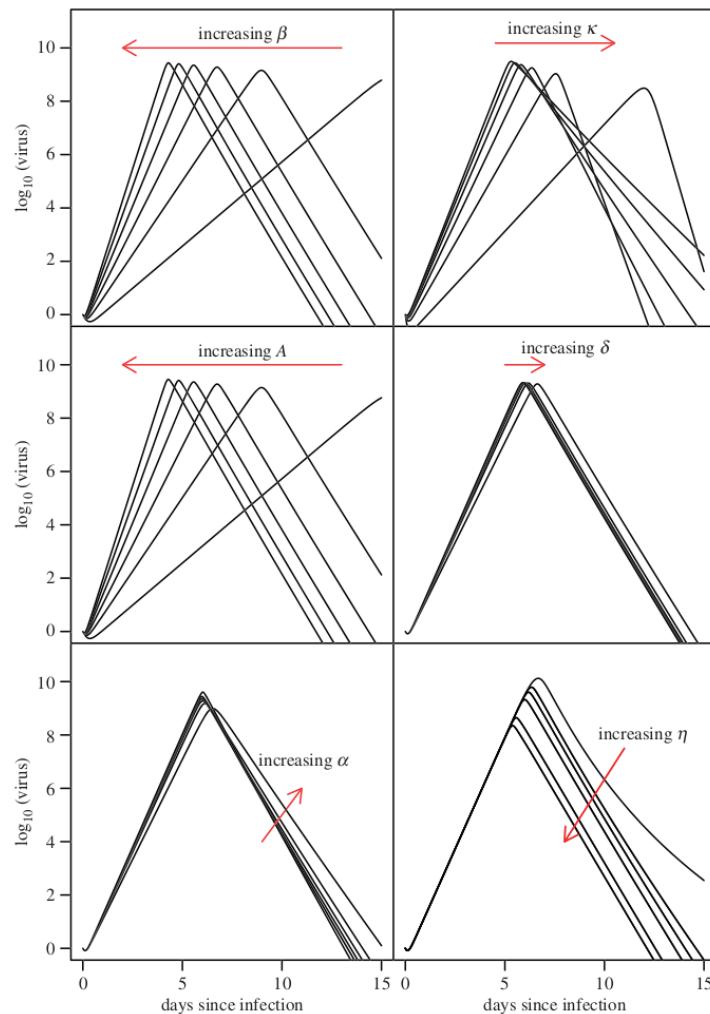 increasing β
increasing κ
10
8
6
4
2
0
log₁₀ (virus)
increasing A
increasing δ
10
8
6
4
2
0
log₁₀ (virus)
increasing α
increasing η
10
8
6
4
2
0
log₁₀ (virus)
0 5 10 15 0 5 10 15
days since infection days since infection